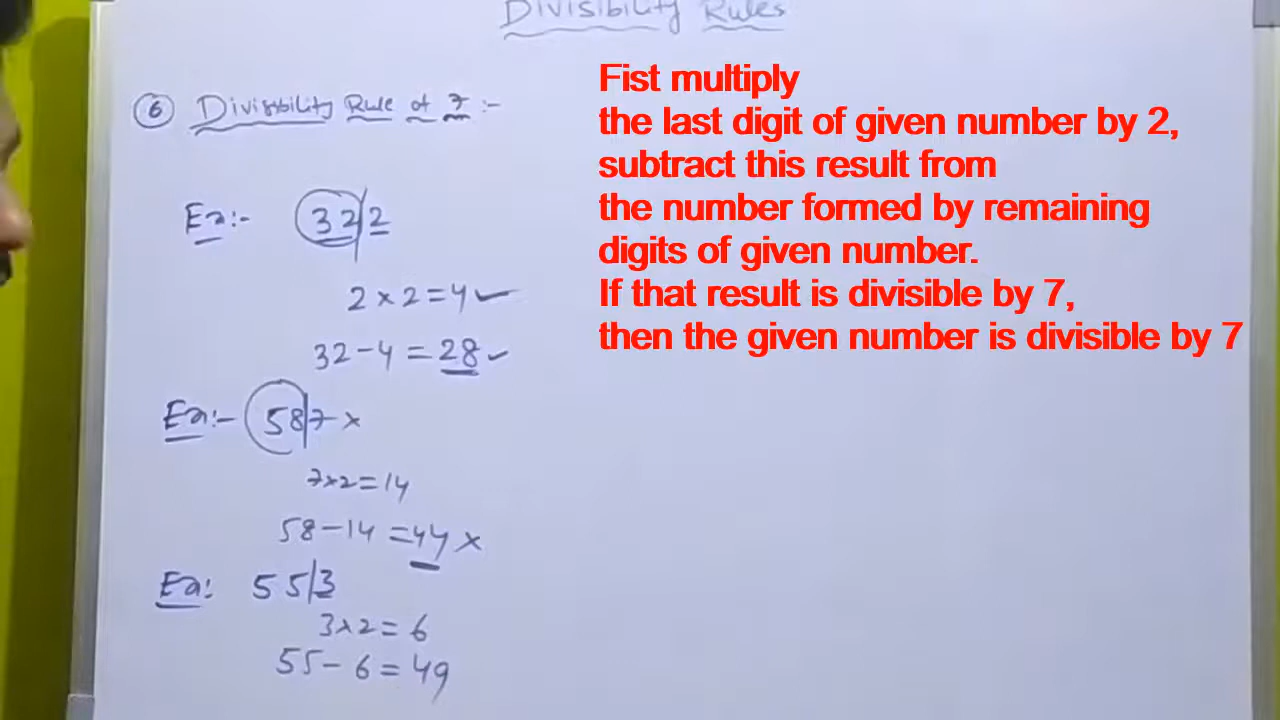 Divisibility Rules
6 Divisibility Rule of 7 :-
Fist multiply
the last digit of given number by 2,
subtract this result from
the number formed by remaining
digits of given number.
If that result is divisible by 7,
then the given number is divisible by 7
Ex:- 32|2
2 × 2 = 4 ✓
32 - 4 = 28 ✓
Ex:- 58|7 ×
7×2 = 14
58 - 14 = 44 ×
Ex: 55|3
3×2 = 6
55 - 6 = 49